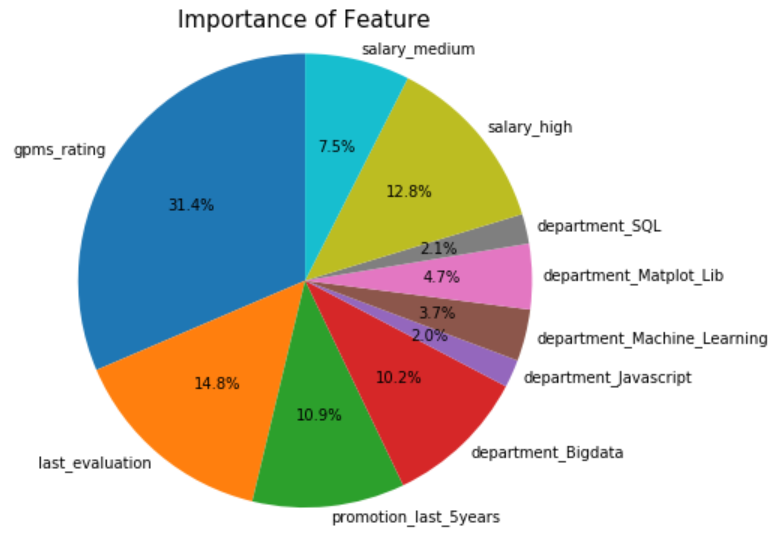 Importance of Feature
salary_medium
salary_high
gpms_rating
7.5%
12.8%
31.4%
department_SQL
2.1%
4.7%
department_Matplot_Lib
3.7%
2.0%
department_Machine_Learning
department_Javascript
14.8%
10.2%
10.9%
department_Bigdata
last_evaluation
promotion_last_5years